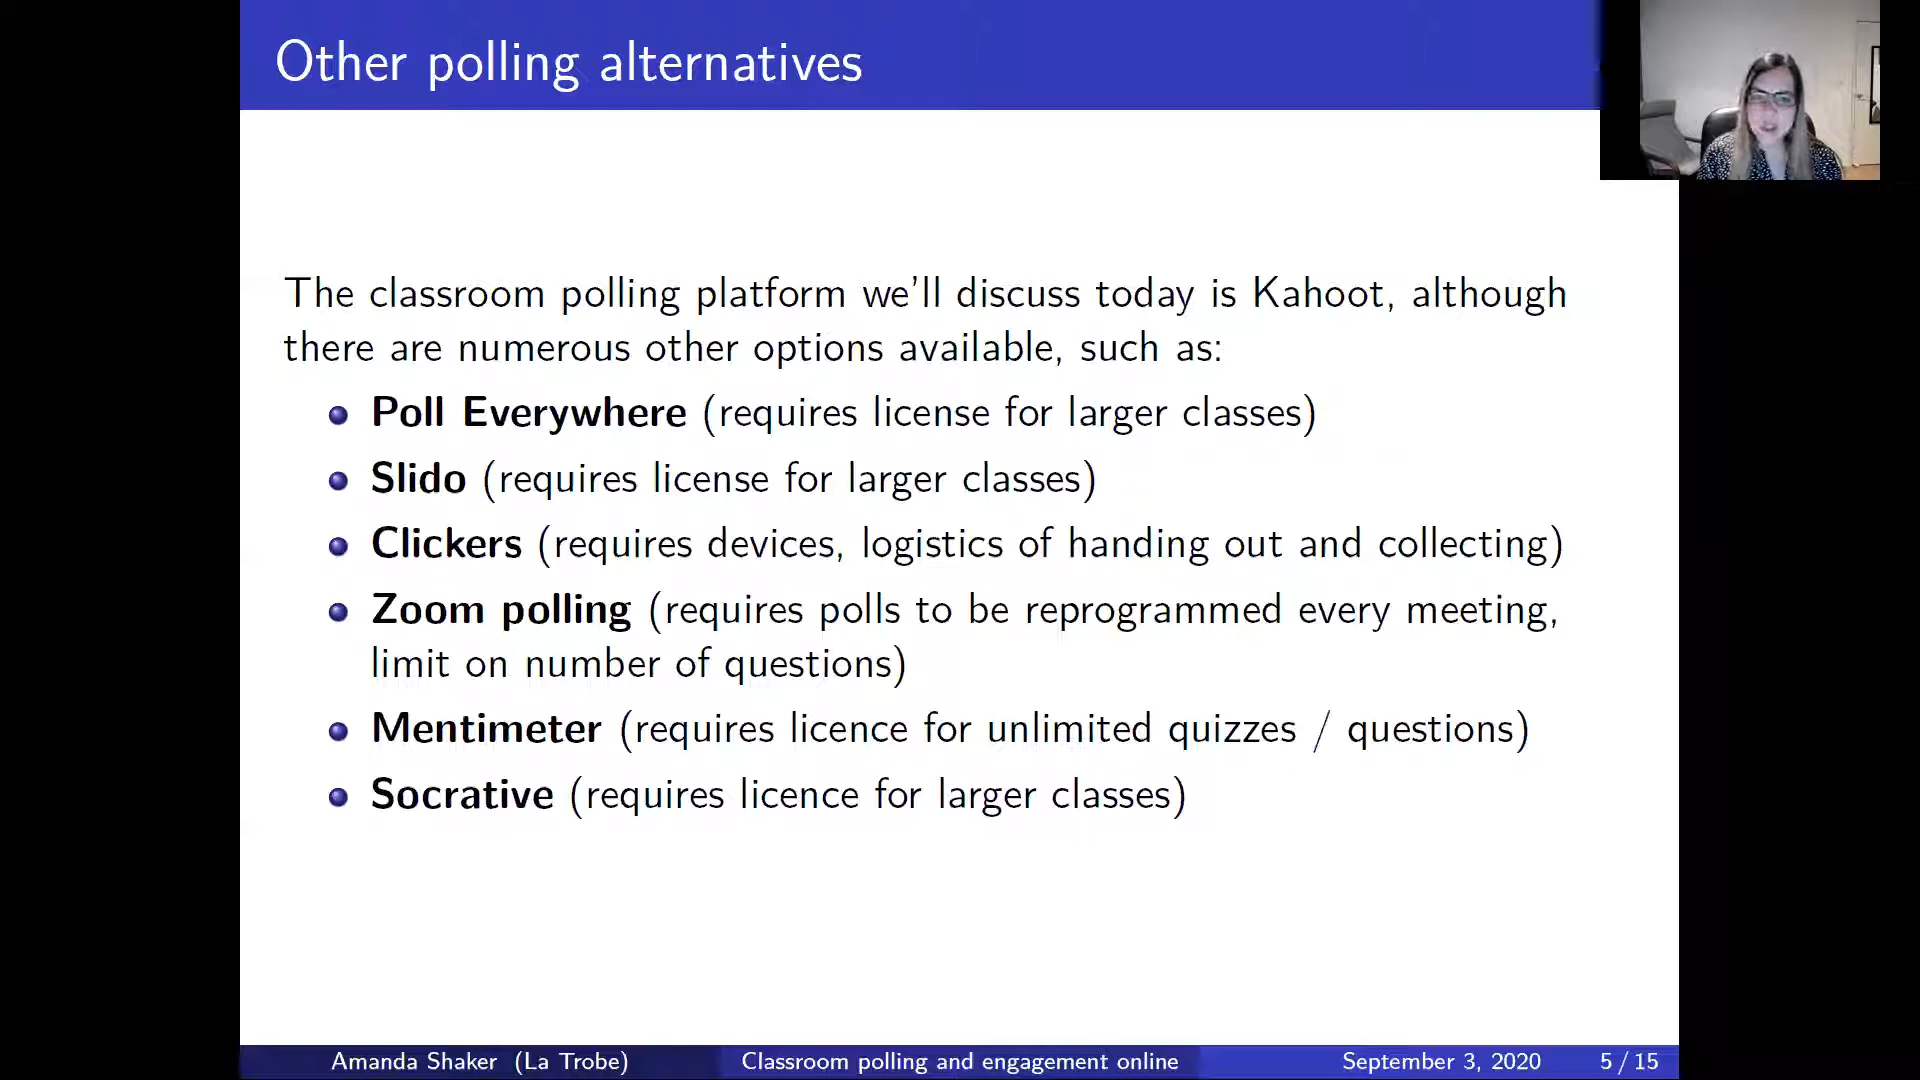 Other polling alternatives
The classroom polling platform we'll discuss today is Kahoot, although
there are numerous other options available, such as:
Poll Everywhere (requires license for larger classes)
Slido (requires license for larger classes)
Clickers (requires devices, logistics of handing out and collecting)
Zoom polling (requires polls to be reprogrammed every meeting,
limit on number of questions)
Mentimeter (requires licence for unlimited quizzes / questions)
Socrative (requires licence for larger classes)
Amanda Shaker (La Trobe) Classroom polling and engagement online September 3, 2020 5 / 15